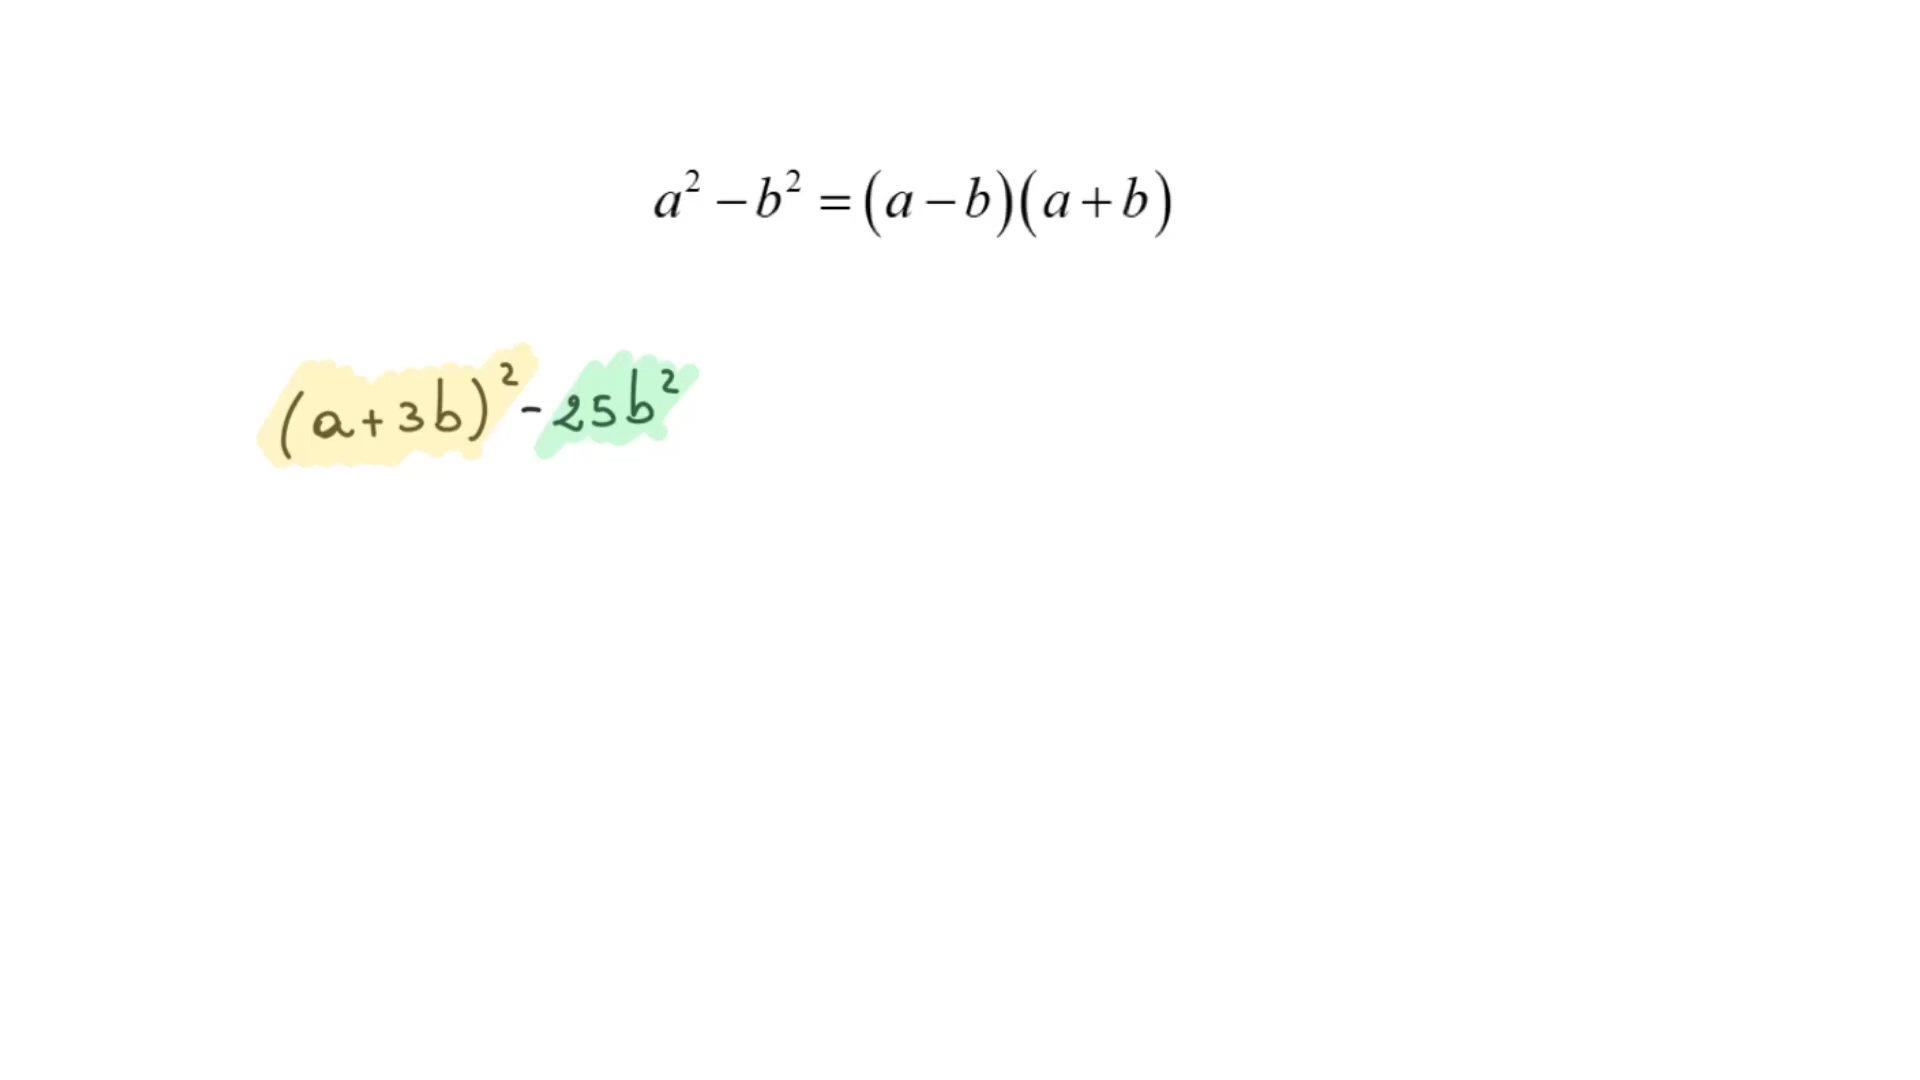 a² − b² = (a − b)(a + b)
(a + 3b)² - 25b²